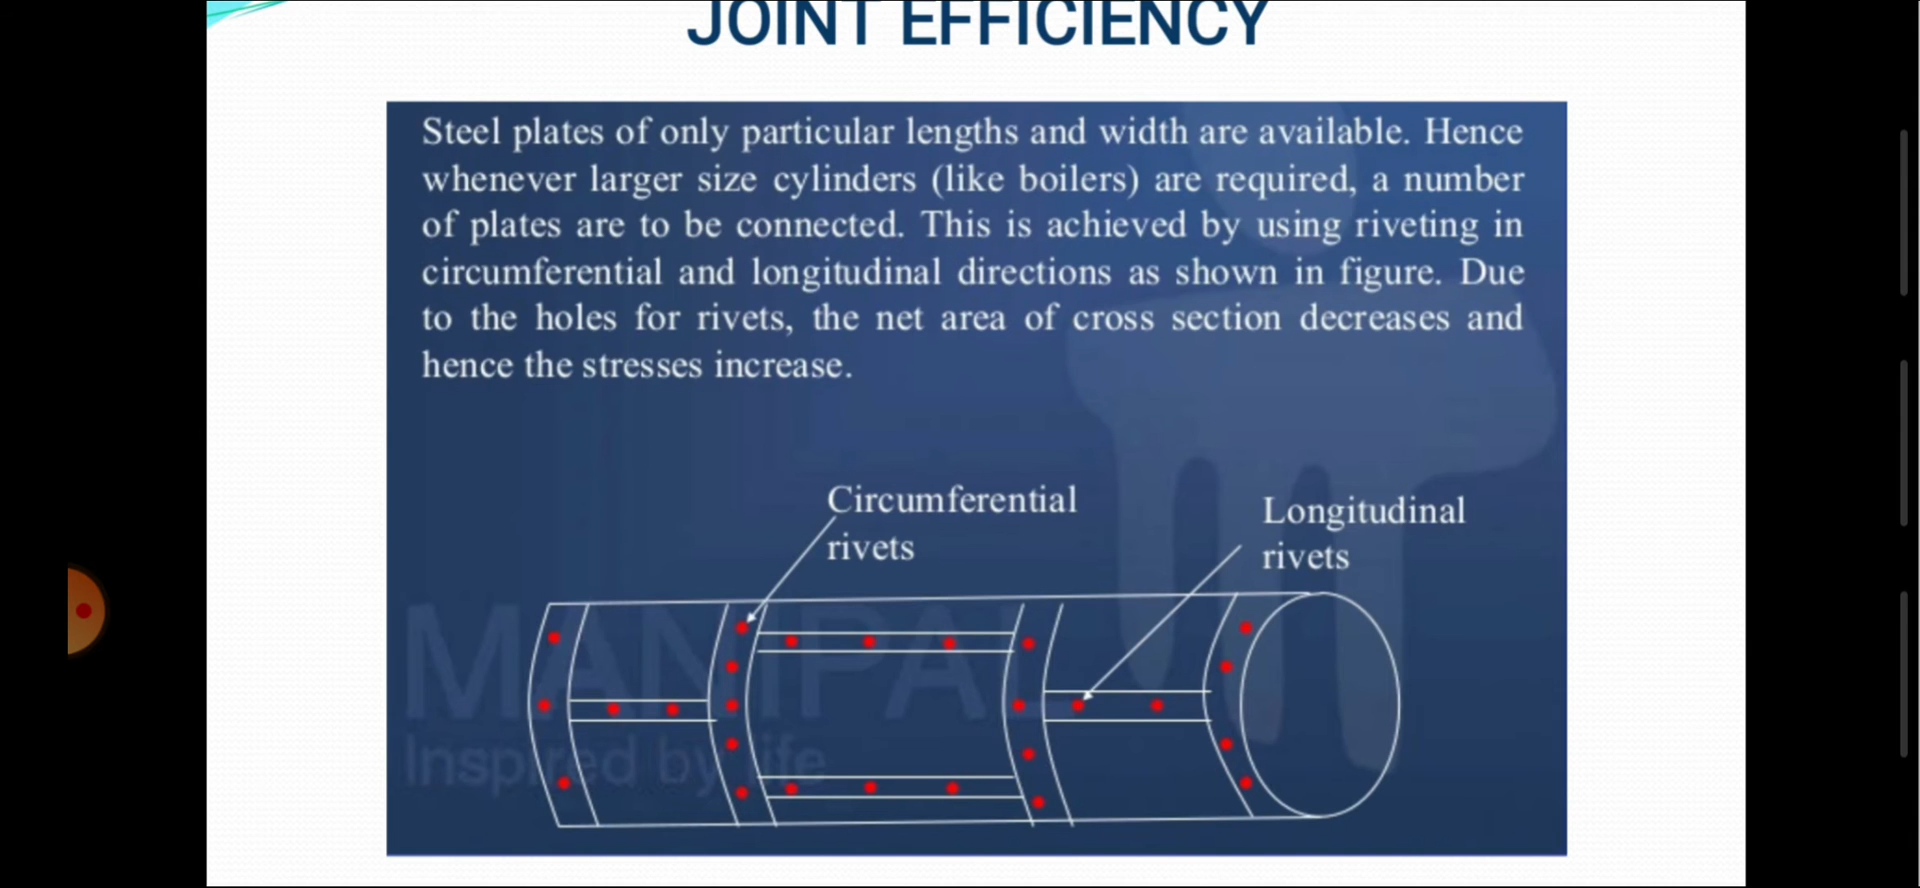 JOINT EFFICIENCY
Steel plates of only particular lengths and width are available. Hence
whenever larger size cylinders (like boilers) are required, a number
of plates are to be connected. This is achieved by using riveting in
circumferential and longitudinal directions as shown in figure. Due
to the holes for rivets, the net area of cross section decreases and
hence the stresses increase.
Circumferential
rivets
Longitudinal
rivets
MANIPAL
Inspired by life